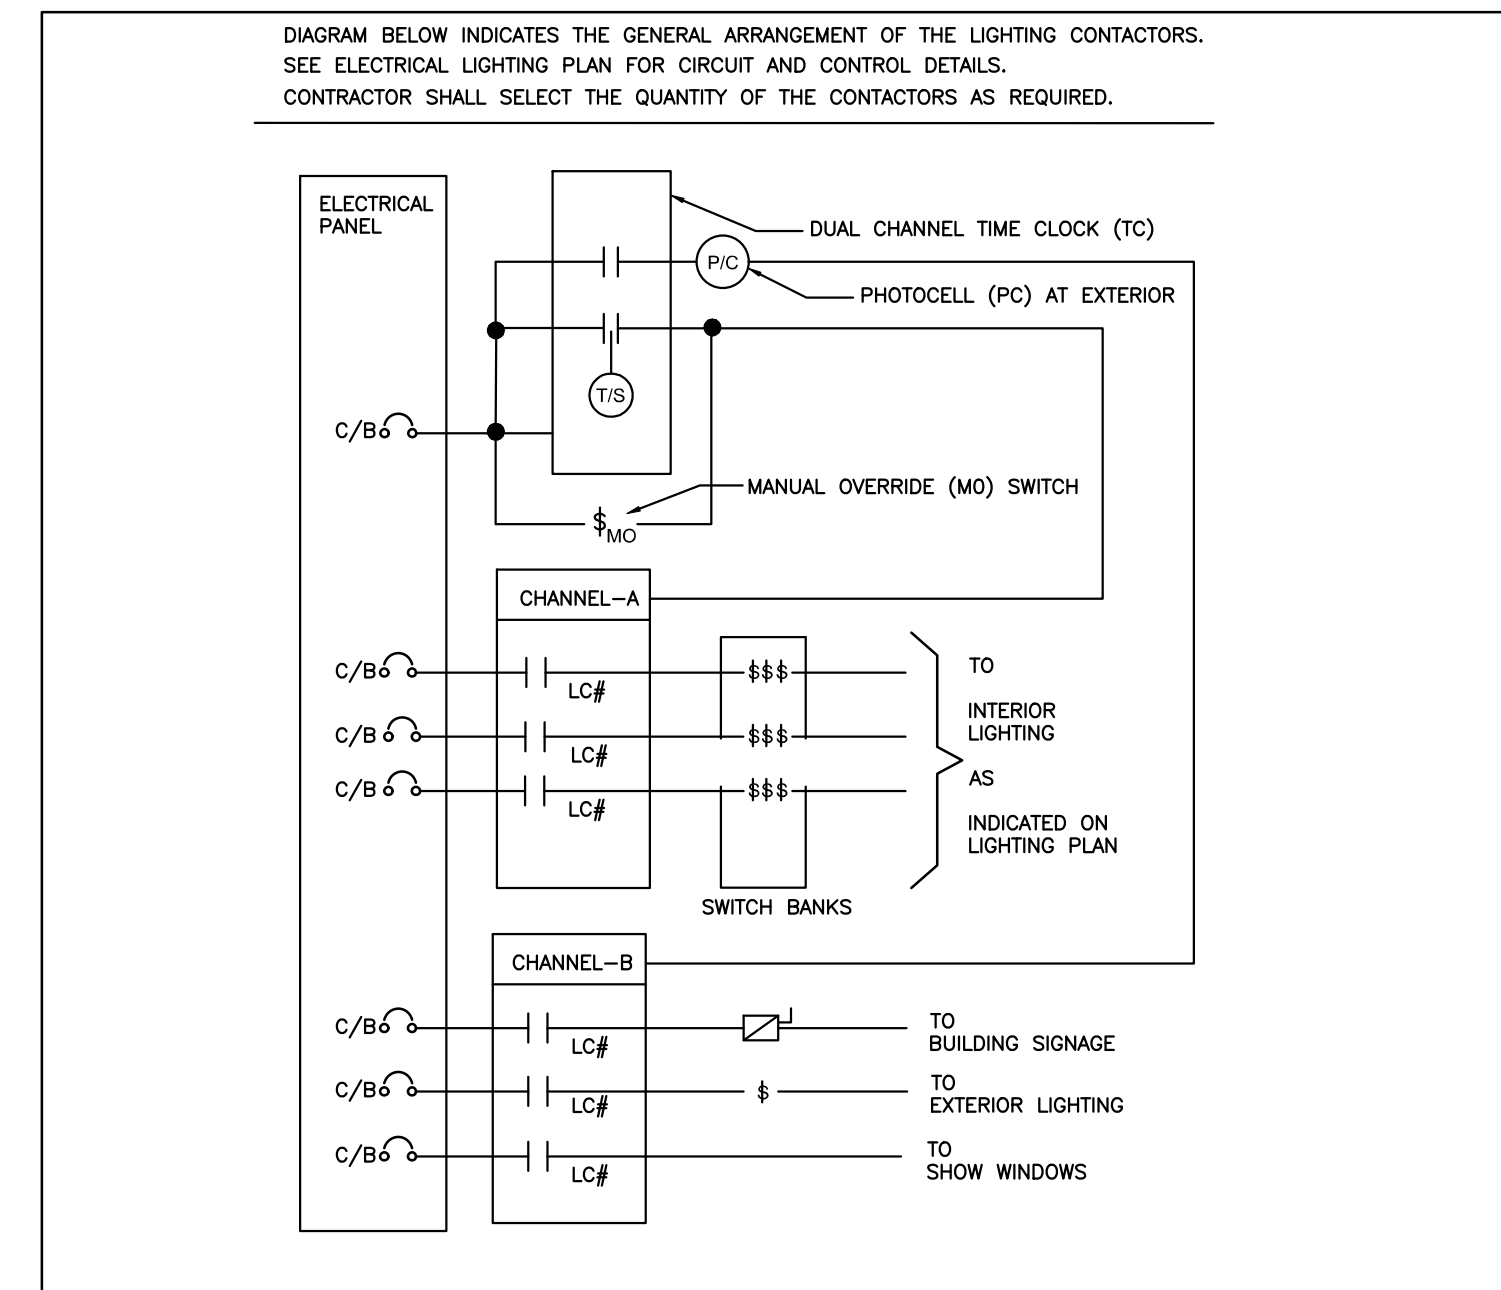 DIAGRAM BELOW INDICATES THE GENERAL ARRANGEMENT OF THE LIGHTING CONTACTORS.
SEE ELECTRICAL LIGHTING PLAN FOR CIRCUIT AND CONTROL DETAILS.
CONTRACTOR SHALL SELECT THE QUANTITY OF THE CONTACTORS AS REQUIRED.
ELECTRICAL
PANEL
DUAL CHANNEL TIME CLOCK (TC)
P/C
PHOTOCELL (PC) AT EXTERIOR
T/S
C/B
MANUAL OVERRIDE (MO) SWITCH
$MO
CHANNEL-A
C/B
LC#
$$$
C/B
LC#
$$$
C/B
LC#
$$$
TO
INTERIOR
LIGHTING
AS
INDICATED ON
LIGHTING PLAN
SWITCH BANKS
CHANNEL-B
C/B
LC#
TO
BUILDING SIGNAGE
C/B
LC#
$
TO
EXTERIOR LIGHTING
C/B
LC#
TO
SHOW WINDOWS